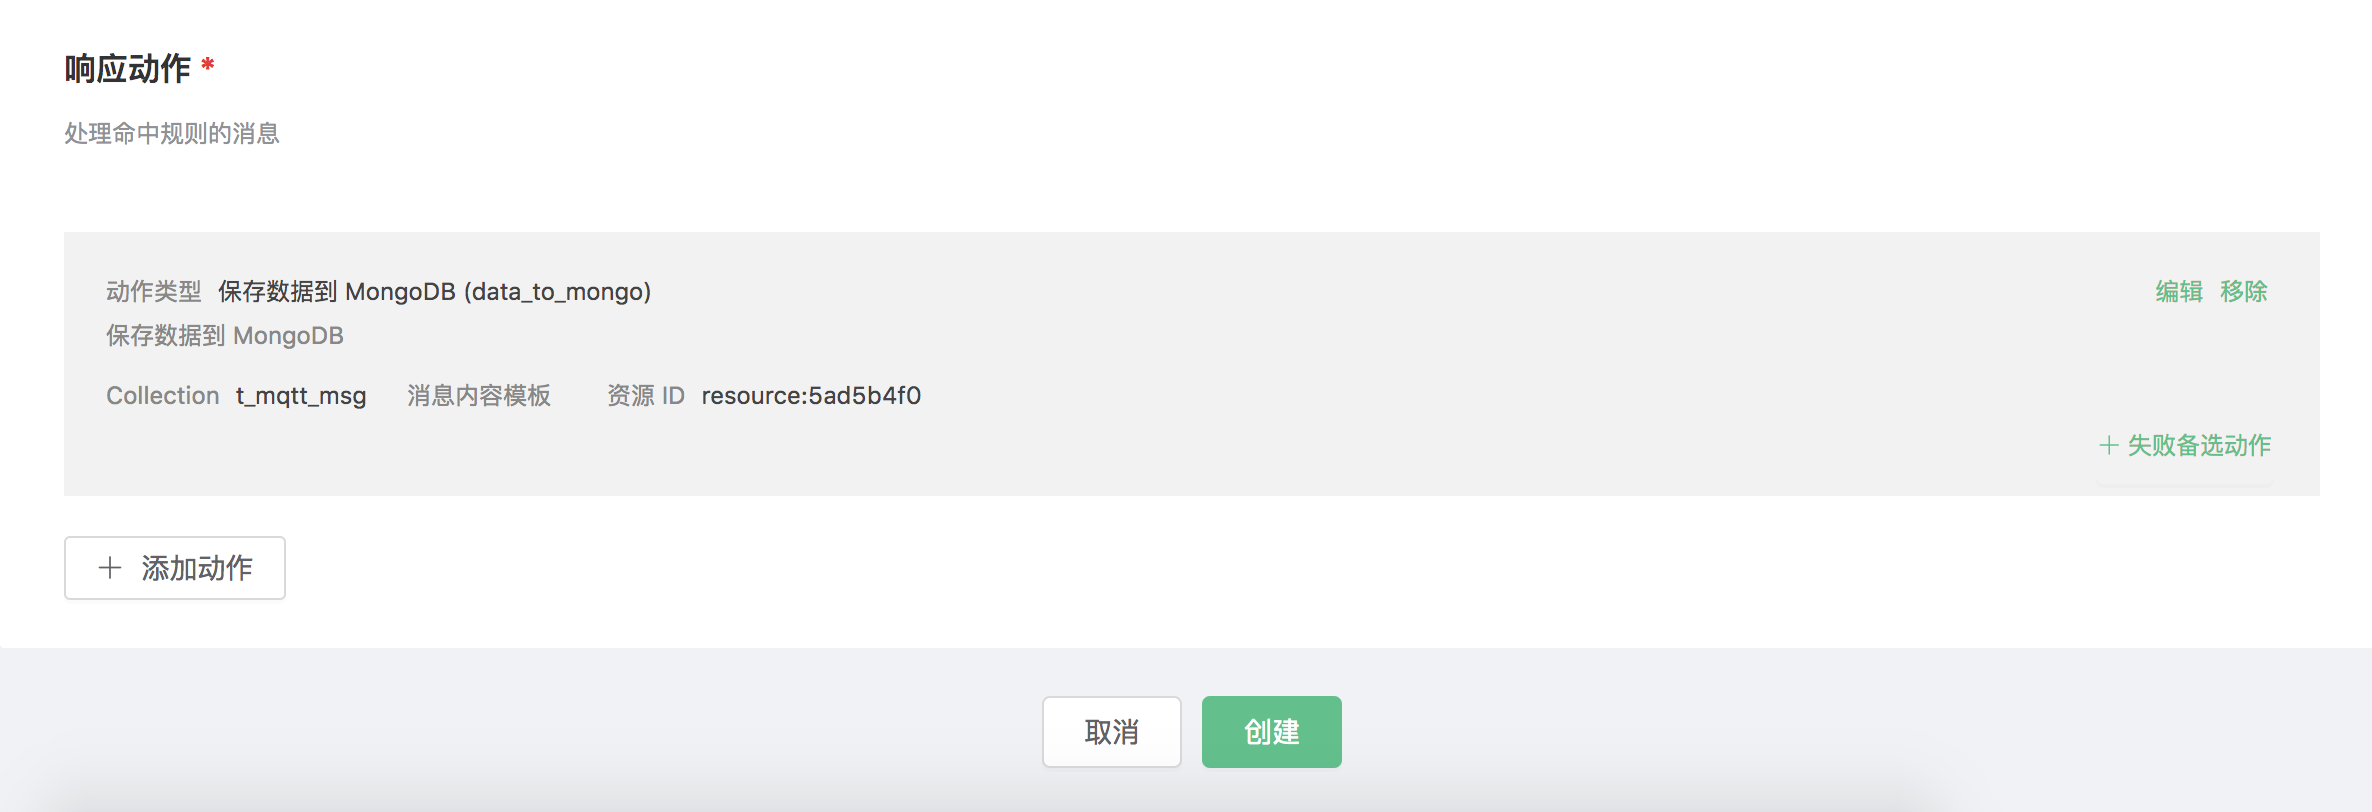 响应动作 *
处理命中规则的消息
动作类型 保存数据到 MongoDB (data_to_mongo) 编辑 移除
保存数据到 MongoDB
Collection t_mqtt_msg 消息内容模板 资源 ID resource:5ad5b4f0
+ 失败备选动作
+ 添加动作
取消 创建